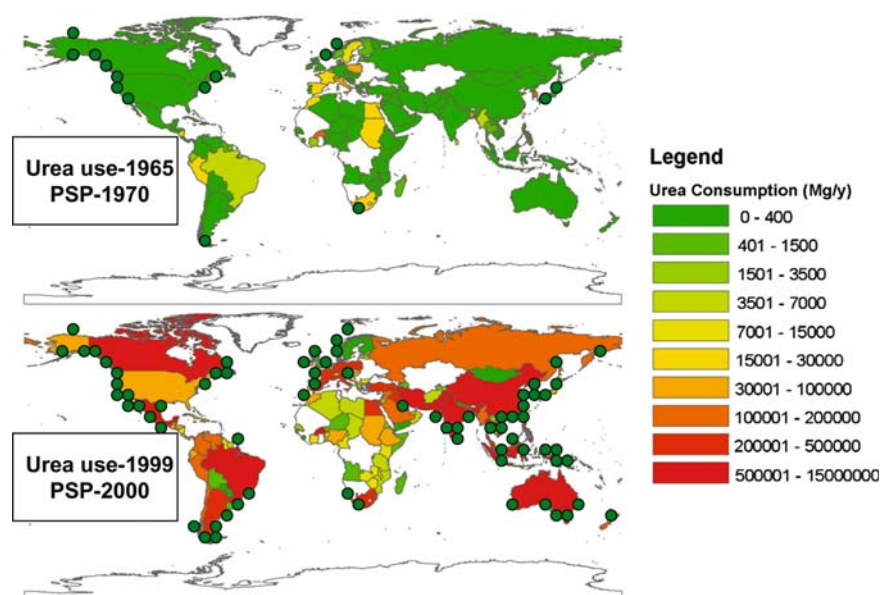 Urea use-1965
PSP-1970
Legend
Urea Consumption (Mg/y)
0 - 400
401 - 1500
1501 - 3500
3501 - 7000
7001 - 15000
15001 - 30000
30001 - 100000
100001 - 200000
200001 - 500000
500001 - 15000000
Urea use-1999
PSP-2000